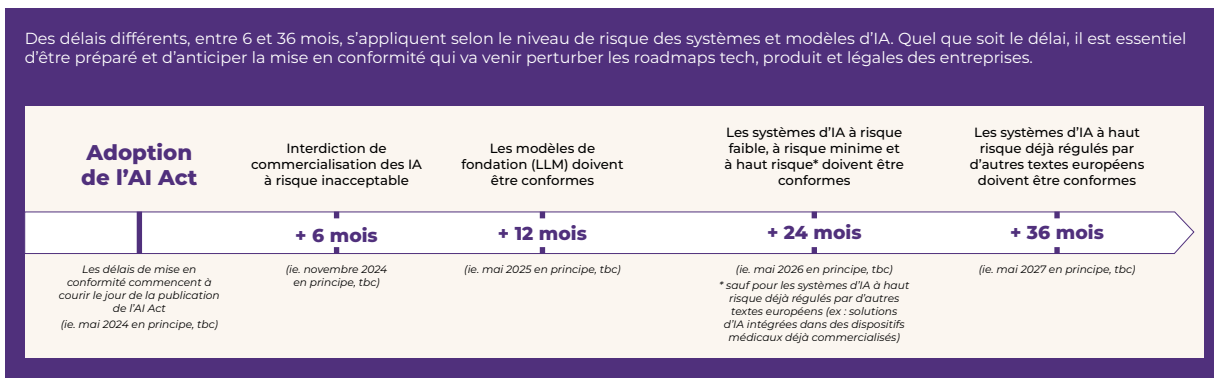 Des délais différents, entre 6 et 36 mois, s’appliquent selon le niveau de risque des systèmes et modèles d’IA. Quel que soit le délai, il est essentiel
d’être préparé et d’anticiper la mise en conformité qui va venir perturber les roadmaps tech, produit et légales des entreprises.
Adoption
de l’AI Act
Interdiction de
commercialisation des IA
à risque inacceptable
Les modèles de
fondation (LLM) doivent
être conformes
Les systèmes d’IA à risque
faible, à risque minime et
à haut risque* doivent être
conformes
Les systèmes d’IA à haut
risque déjà régulés par
d’autres textes européens
doivent être conformes
+ 6 mois
+ 12 mois
+ 24 mois
+ 36 mois
Les délais de mise en
conformité commencent à
courir le jour de la publication
de l’AI Act
(ie. mai 2024 en principe, tbc)
(ie. novembre 2024
en principe, tbc)
(ie. mai 2025 en principe, tbc)
(ie. mai 2026 en principe, tbc)
* sauf pour les systèmes d’IA à haut
risque déjà régulés par d’autres
textes européens (ex : solutions
d’IA intégrées dans des dispositifs
médicaux déjà commercialisés)
(ie. mai 2027 en principe, tbc)